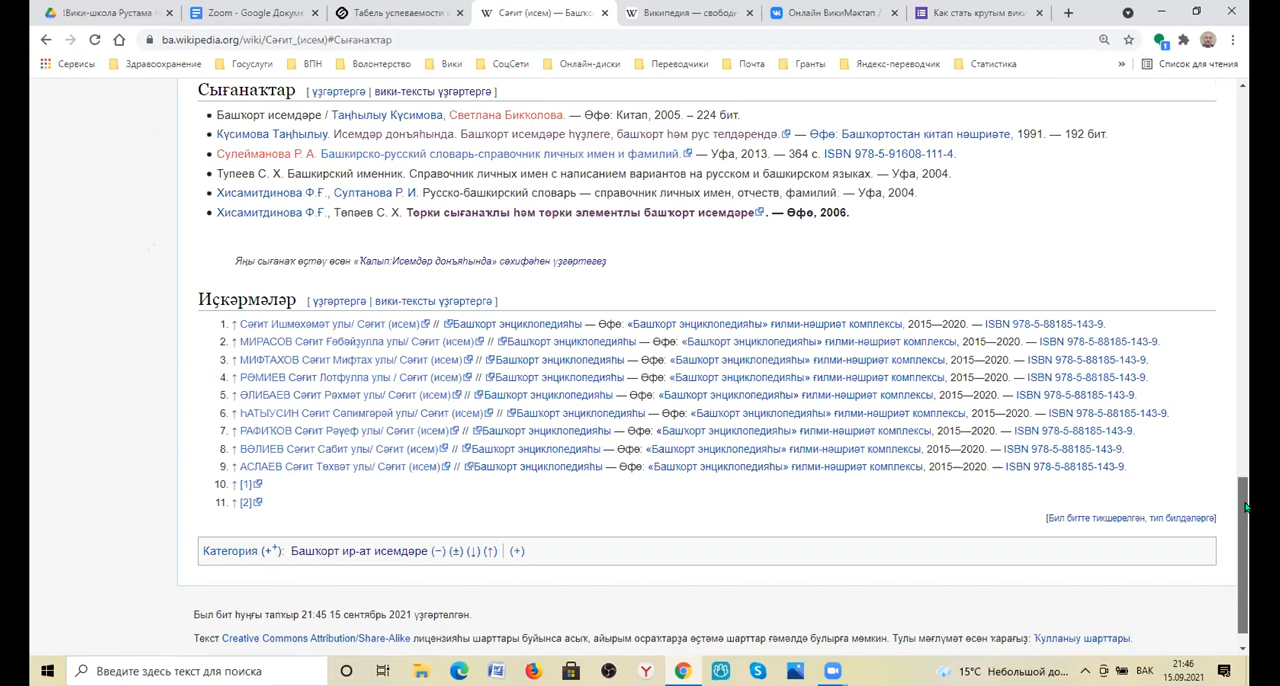 !Вики-школа Рустама
Zoom - Google Докуме
Табель успеваемости
Сәғит (исем) — Башҡо
Википедия — свобод
Онлайн ВикиМәктәп /
Как стать крутым вики
ba.wikipedia.org/wiki/Сәғит_(исем)#Сығанаҡтар
Сервисы Здравоохранение Госуслуги ВПН Волонтерство Вики СоцСети Онлайн-диски Переводчики Почта Гранты Яндекс-переводчик Статистика » Список для чтения
Сығанаҡтар [ үҙгәртергә | вики-тексты үҙгәртергә ]
• Башҡорт исемдәре / Таңһылыу Күсимова, Светлана Бикколова. — Өфө: Китап, 2005. – 224 бит.
• Күсимова Таңһылыу. Исемдәр донъяһында. Башҡорт исемдәре һүҙлеге, башҡорт һәм рус телдәрендә. — Өфө: Башҡортостан китап нәшриәте, 1991. — 192 бит.
• Сулейманова Р. А. Башкирско-русский словарь-справочник личных имен и фамилий. — Уфа, 2013. — 364 с. ISBN 978-5-91608-111-4.
• Тупеев С. Х. Башкирский именник. Справочник личных имен с написанием вариантов на русском и башкирском языках. — Уфа, 2004.
• Хисамитдинова Ф.Ғ., Султанова Р. И. Русско-башкирский словарь — справочник личных имен, отчеств, фамилий. — Уфа, 2004.
• Хисамитдинова Ф.Ғ., Төпәев С. Х. Төрки сығанаҡлы һәм төрки элементлы башҡорт исемдәре. — Өфө, 2006.
Яңы сығанаҡ өҫтәү өсөн «Ҡалып:Исемдәр донъяһында» сәхифәһен үҙгәртегеҙ
Иҫкәрмәләр [ үҙгәртергә | вики-тексты үҙгәртергә ]
1. ↑ Сәғит Ишмөхәмәт улы/ Сәғит (исем) // Башҡорт энциклопедияһы — Өфө: «Башҡорт энциклопедияһы» ғилми-нәшриәт комплексы, 2015—2020. — ISBN 978-5-88185-143-9.
2. ↑ МИРАСОВ Сәғит Ғөбәйҙулла улы/ Сәғит (исем) // Башҡорт энциклопедияһы — Өфө: «Башҡорт энциклопедияһы» ғилми-нәшриәт комплексы, 2015—2020. — ISBN 978-5-88185-143-9.
3. ↑ МИФТАХОВ Сәғит Мифтах улы/ Сәғит (исем) // Башҡорт энциклопедияһы — Өфө: «Башҡорт энциклопедияһы» ғилми-нәшриәт комплексы, 2015—2020. — ISBN 978-5-88185-143-9.
4. ↑ РӘМИЕВ Сәғит Лотфулла улы / Сәғит (исем) // Башҡорт энциклопедияһы — Өфө: «Башҡорт энциклопедияһы» ғилми-нәшриәт комплексы, 2015—2020. — ISBN 978-5-88185-143-9.
5. ↑ ӘЛИБАЕВ Сәғит Рәхмәт улы/ Сәғит (исем) // Башҡорт энциклопедияһы — Өфө: «Башҡорт энциклопедияһы» ғилми-нәшриәт комплексы, 2015—2020. — ISBN 978-5-88185-143-9.
6. ↑ ҺАТЫУСИН Сәғит Сәлимгәрәй улы/ Сәғит (исем) // Башҡорт энциклопедияһы — Өфө: «Башҡорт энциклопедияһы» ғилми-нәшриәт комплексы, 2015—2020. — ISBN 978-5-88185-143-9.
7. ↑ РАФИҠОВ Сәғит Рәүеф улы/ Сәғит (исем) // Башҡорт энциклопедияһы — Өфө: «Башҡорт энциклопедияһы» ғилми-нәшриәт комплексы, 2015—2020. — ISBN 978-5-88185-143-9.
8. ↑ ВӘЛИЕВ Сәғит Сабит улы/ Сәғит (исем) // Башҡорт энциклопедияһы — Өфө: «Башҡорт энциклопедияһы» ғилми-нәшриәт комплексы, 2015—2020. — ISBN 978-5-88185-143-9.
9. ↑ АСЛАЕВ Сәғит Төхвәт улы/ Сәғит (исем) // Башҡорт энциклопедияһы — Өфө: «Башҡорт энциклопедияһы» ғилми-нәшриәт комплексы, 2015—2020. — ISBN 978-5-88185-143-9.
10. ↑ [1]
11. ↑ [2]
[Был битте тикшерелгән, тип билдәләргә]
Категория (+⁺): Башҡорт ир-ат исемдәре (−) (±) (↓) (↑) | (+)
Был бит һуңғы тапҡыр 21:45 15 сентябрь 2021 үҙгәртелгән.
Текст Creative Commons Attribution/Share-Alike лицензияһы шарттары буйынса асыҡ, айырым осраҡтарҙа өҫтәмә шарттар ғәмәлдә булырға мөмкин. Тулы мәғлүмәт өсөн ҡарағыҙ: Ҡулланыу шарттары.
Введите здесь текст для поиска
15°C Небольшой до...
ВАК
21:46
15.09.2021